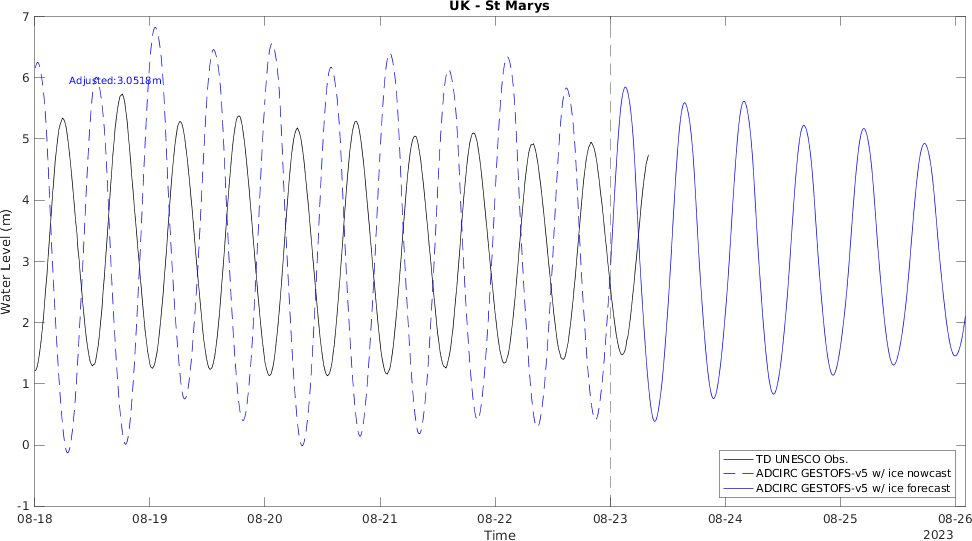 UK - St Marys
7
6
5
4
3
2
1
0
-1
Water Level (m)
Adjusted:3.0518m
TD UNESCO Obs.
ADCIRC GESTOFS-v5 w/ ice nowcast
ADCIRC GESTOFS-v5 w/ ice forecast
08-18 08-19 08-20 08-21 08-22 08-23 08-24 08-25 08-26
Time
2023